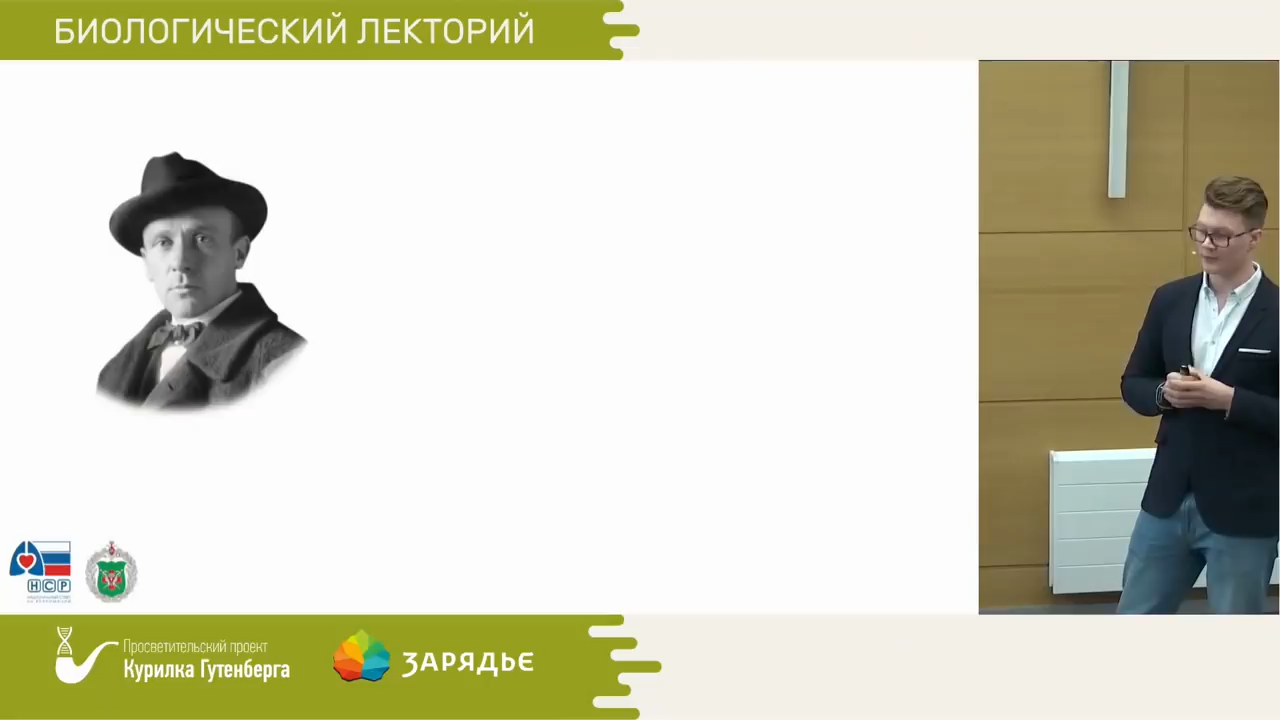 БИОЛОГИЧЕСКИЙ ЛЕКТОРИЙ
НСР
Просветительский проект
Курилка Гутенберга
ЗАРЯДЬЕ